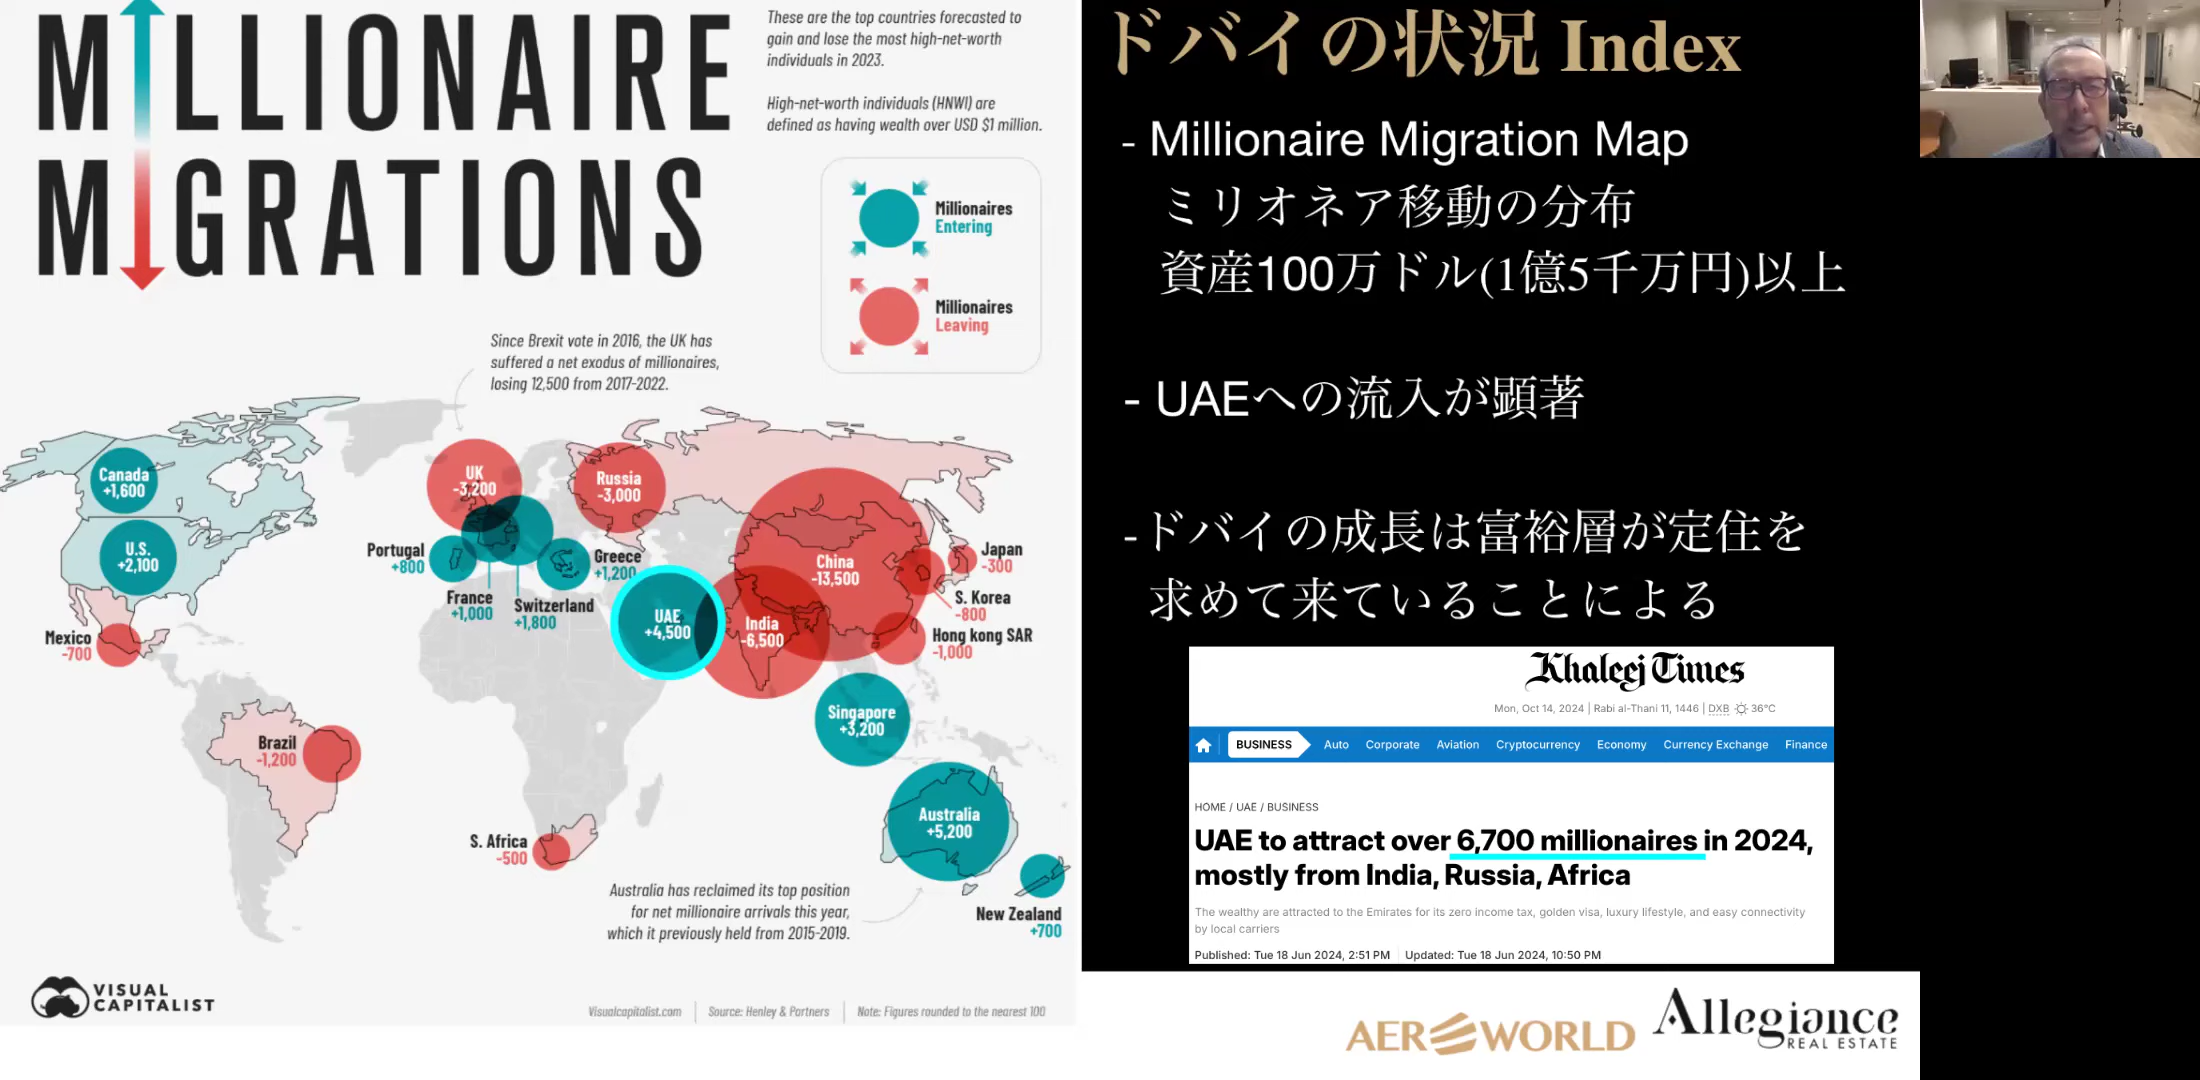 MILLIONAIRE
MIGRATIONS
These are the top countries forecasted to
gain and lose the most high-net-worth
individuals in 2023.
High-net-worth individuals (HNWI) are
defined as having wealth over USD $1 million.
Millionaires
Entering
Millionaires
Leaving
Since Brexit vote in 2016, the UK has
suffered a net exodus of millionaires,
losing 12,500 from 2017-2022.
Canada
+1,600
U.S.
+2,100
Mexico
-700
Brazil
-1,200
UK
-3,200
Russia
-3,000
Portugal
+800
France
+1,000
Switzerland
+1,800
Greece
+1,200
UAE
+4,500
India
-6,500
China
-13,500
Japan
-300
S. Korea
-800
Hong kong SAR
-1,000
Singapore
+3,200
Australia
+5,200
S. Africa
-500
New Zealand
+700
Australia has reclaimed its top position
for net millionaire arrivals this year,
which it previously held from 2015-2019.
VISUAL
CAPITALIST
Visualcapitalist.com | Source: Henley & Partners | Note: Figures rounded to the nearest 100
ドバイの状況 Index
- Millionaire Migration Map
ミリオネア移動の分布
資産100万ドル(1億5千万円)以上
- UAEへの流入が顕著
-ドバイの成長は富裕層が定住を
求めて来ていることによる
Khaleej Times
Mon, Oct 14, 2024 | Rabi al-Thani 11, 1446 | DXB 36°C
BUSINESS Auto Corporate Aviation Cryptocurrency Economy Currency Exchange Finance
HOME / UAE / BUSINESS
UAE to attract over 6,700 millionaires in 2024,
mostly from India, Russia, Africa
The wealthy are attracted to the Emirates for its zero income tax, golden visa, luxury lifestyle, and easy connectivity
by local carriers
Published: Tue 18 Jun 2024, 2:51 PM Updated: Tue 18 Jun 2024, 10:50 PM
AEROWORLD
Allegiance
REAL ESTATE